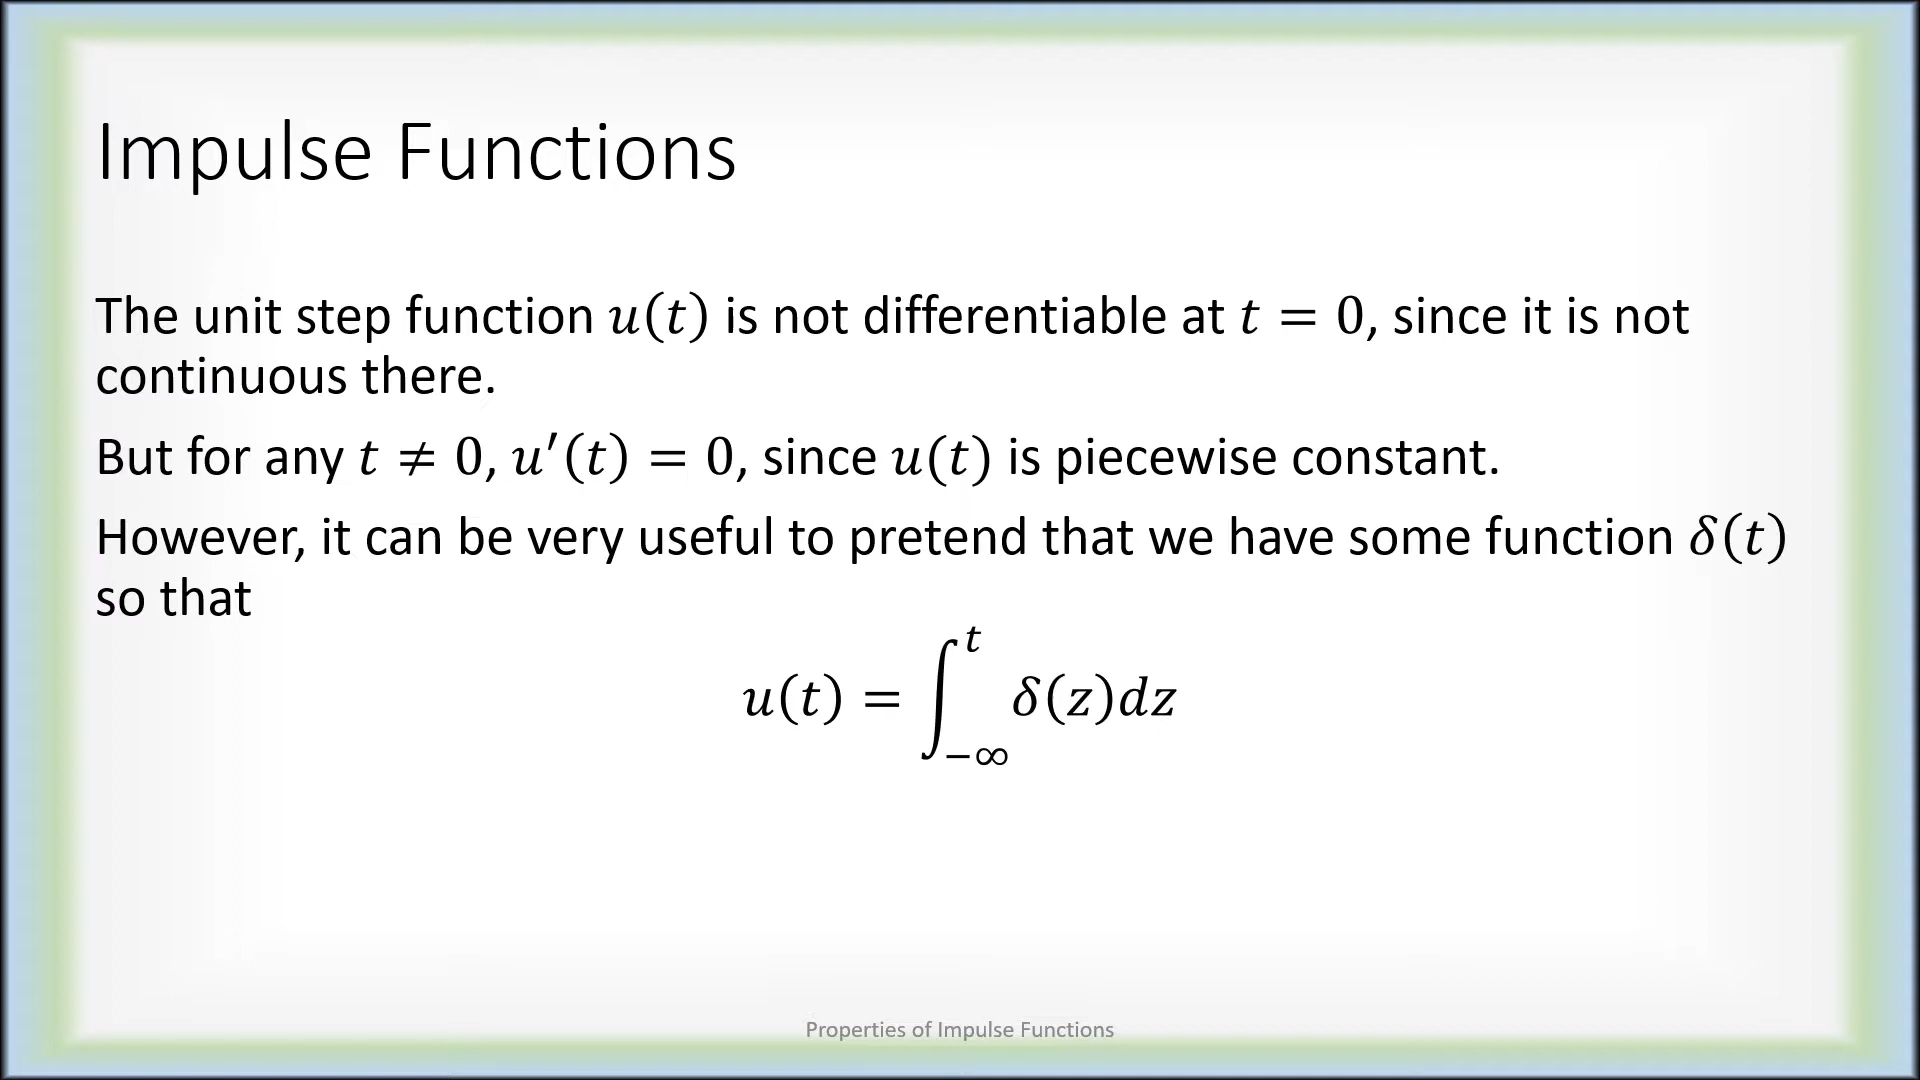 Impulse Functions
The unit step function 𝑢(𝑡) is not differentiable at 𝑡 = 0, since it is not
continuous there.
But for any 𝑡 ≠ 0, 𝑢′(𝑡) = 0, since 𝑢(𝑡) is piecewise constant.
However, it can be very useful to pretend that we have some function 𝛿(𝑡)
so that
𝑢(𝑡) = ∫_{−∞}^{𝑡} 𝛿(𝑧)𝑑𝑧
Properties of Impulse Functions